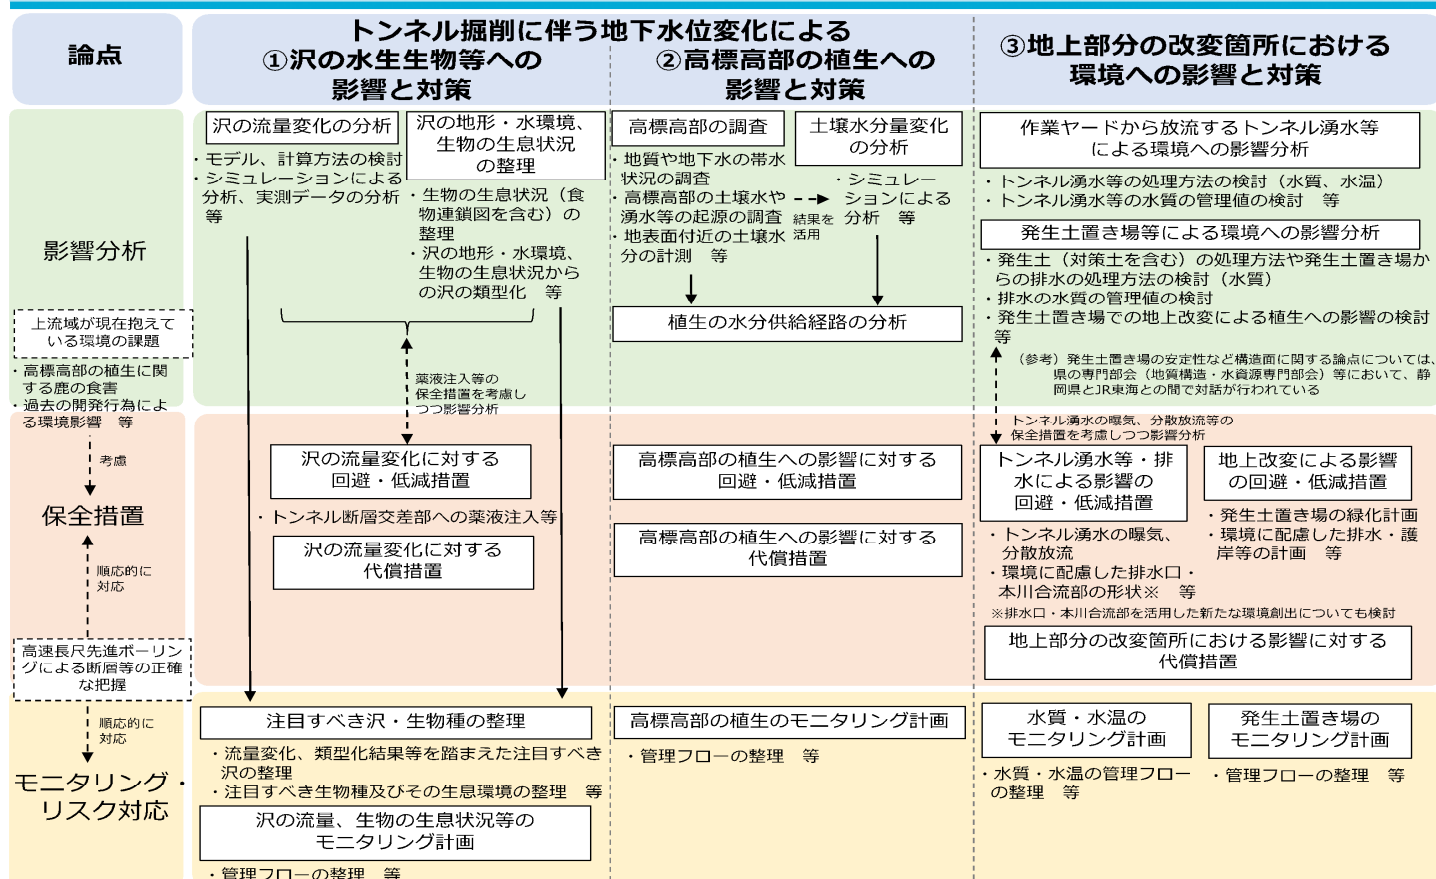 論点
トンネル掘削に伴う地下水位変化による
①沢の水生生物等への
影響と対策
②高標高部の植生への
影響と対策
③地上部分の改変箇所における
環境への影響と対策
影響分析
上流域が現在抱えて
いる環境の課題
・高標高部の植生に関
する鹿の食害
・過去の開発行為によ
る環境影響　等
考慮
保全措置
順応的に
対応
高速長尺先進ボーリン
グによる断層等の正確
な把握
順応的に
対応
モニタリング・
リスク対応
沢の流量変化の分析
・モデル、計算方法の検討
・シミュレーションによる
分析、実測データの分析
等
沢の地形・水環境、
生物の生息状況
の整理
・生物の生息状況（食
物連鎖図を含む）の
整理
・沢の地形・水環境、
生物の生息状況から
の沢の類型化　等
薬液注入等の
保全措置を考慮し
つつ影響分析
沢の流量変化に対する
回避・低減措置
・トンネル断層交差部への薬液注入等
沢の流量変化に対する
代償措置
注目すべき沢・生物種の整理
・流量変化、類型化結果等を踏まえた注目すべき
沢の整理
・注目すべき生物種及びその生息環境の整理　等
沢の流量、生物の生息状況等の
モニタリング計画
・管理フローの整理　等
高標高部の調査
・地質や地下水の帯水
状況の調査
・高標高部の土壌水や
湧水等の起源の調査
・地表面付近の土壌水
分の計測　等
結果を
活用
土壌水分量変化
の分析
・シミュレー
ションによる
分析　等
植生の水分供給経路の分析
高標高部の植生への影響に対する
回避・低減措置
高標高部の植生への影響に対する
代償措置
高標高部の植生のモニタリング計画
・管理フローの整理　等
作業ヤードから放流するトンネル湧水等
による環境への影響分析
・トンネル湧水等の処理方法の検討（水質、水温）
・トンネル湧水等の水質の管理値の検討　等
発生土置き場等による環境への影響分析
・発生土（対策土を含む）の処理方法や発生土置き場か
らの排水の処理方法の検討（水質）
・排水の水質の管理値の検討
・発生土置き場での地上改変による植生への影響の検討
等
（参考）発生土置き場の安定性など構造面に関する論点については、
県の専門部会（地質構造・水資源専門部会）等において、静
岡県とJR東海との間で対話が行われている
トンネル湧水の曝気、分散放流等の
保全措置を考慮しつつ影響分析
トンネル湧水等・排
水による影響の
回避・低減措置
・トンネル湧水の曝気、
分散放流
・環境に配慮した排水口・
本川合流部の形状※　等
地上改変による影響
の回避・低減措置
・発生土置き場の緑化計画
・環境に配慮した排水・護
岸等の計画　等
※排水口・本川合流部を活用した新たな環境創出についても検討
地上部分の改変箇所における影響に対する
代償措置
水質・水温の
モニタリング計画
・水質・水温の管理フロー
の整理　等
発生土置き場の
モニタリング計画
・管理フローの整理　等